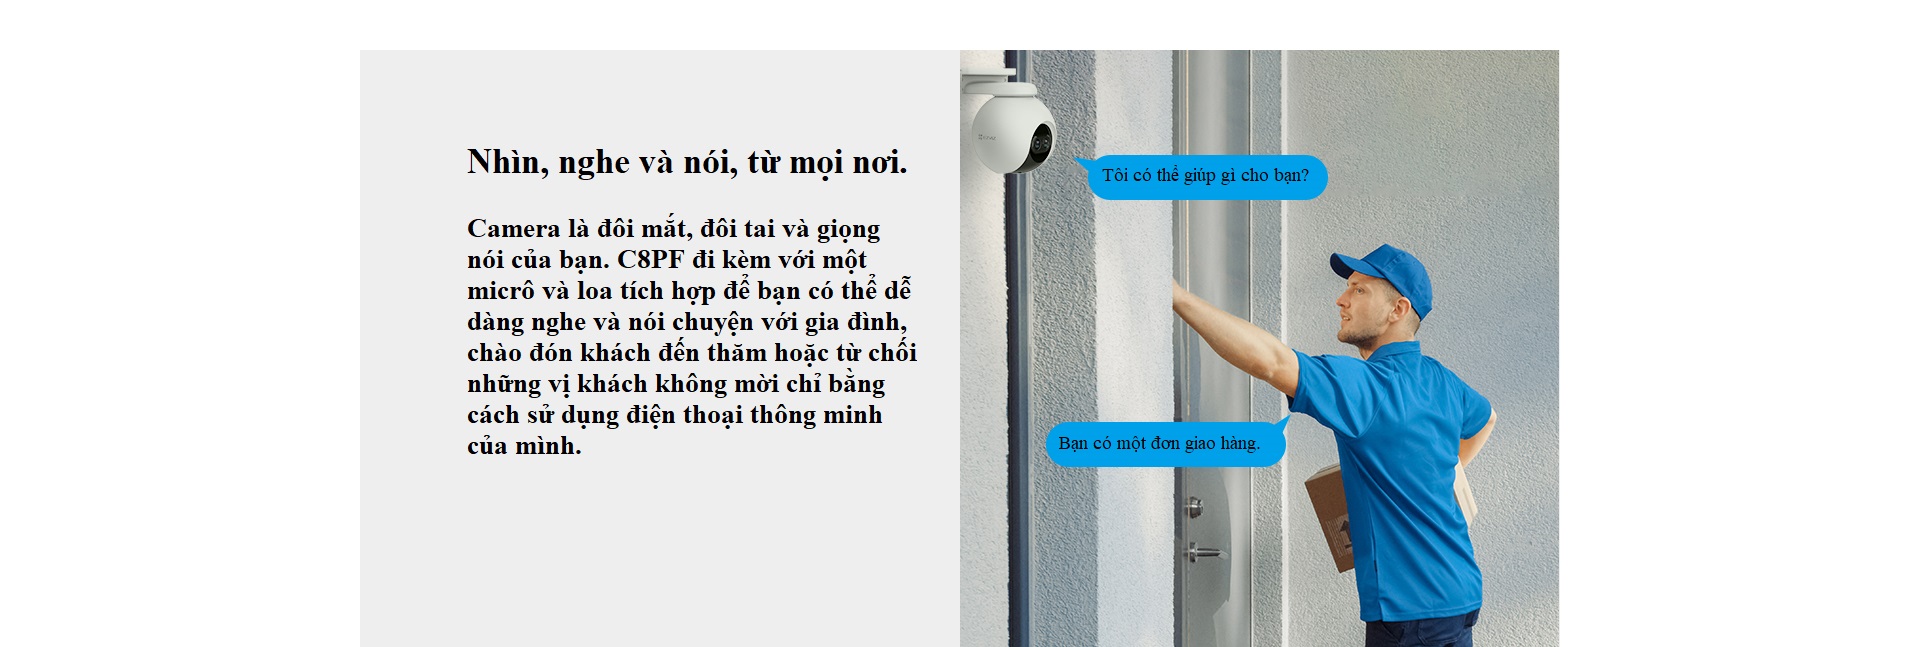 Nhìn, nghe và nói, từ mọi nơi.
Camera là đôi mắt, đôi tai và giọng
nói của bạn. C8PF đi kèm với một
micrô và loa tích hợp để bạn có thể dễ
dàng nghe và nói chuyện với gia đình,
chào đón khách đến thăm hoặc từ chối
những vị khách không mời chỉ bằng
cách sử dụng điện thoại thông minh
của mình.
Tôi có thể giúp gì cho bạn?
Bạn có một đơn giao hàng.